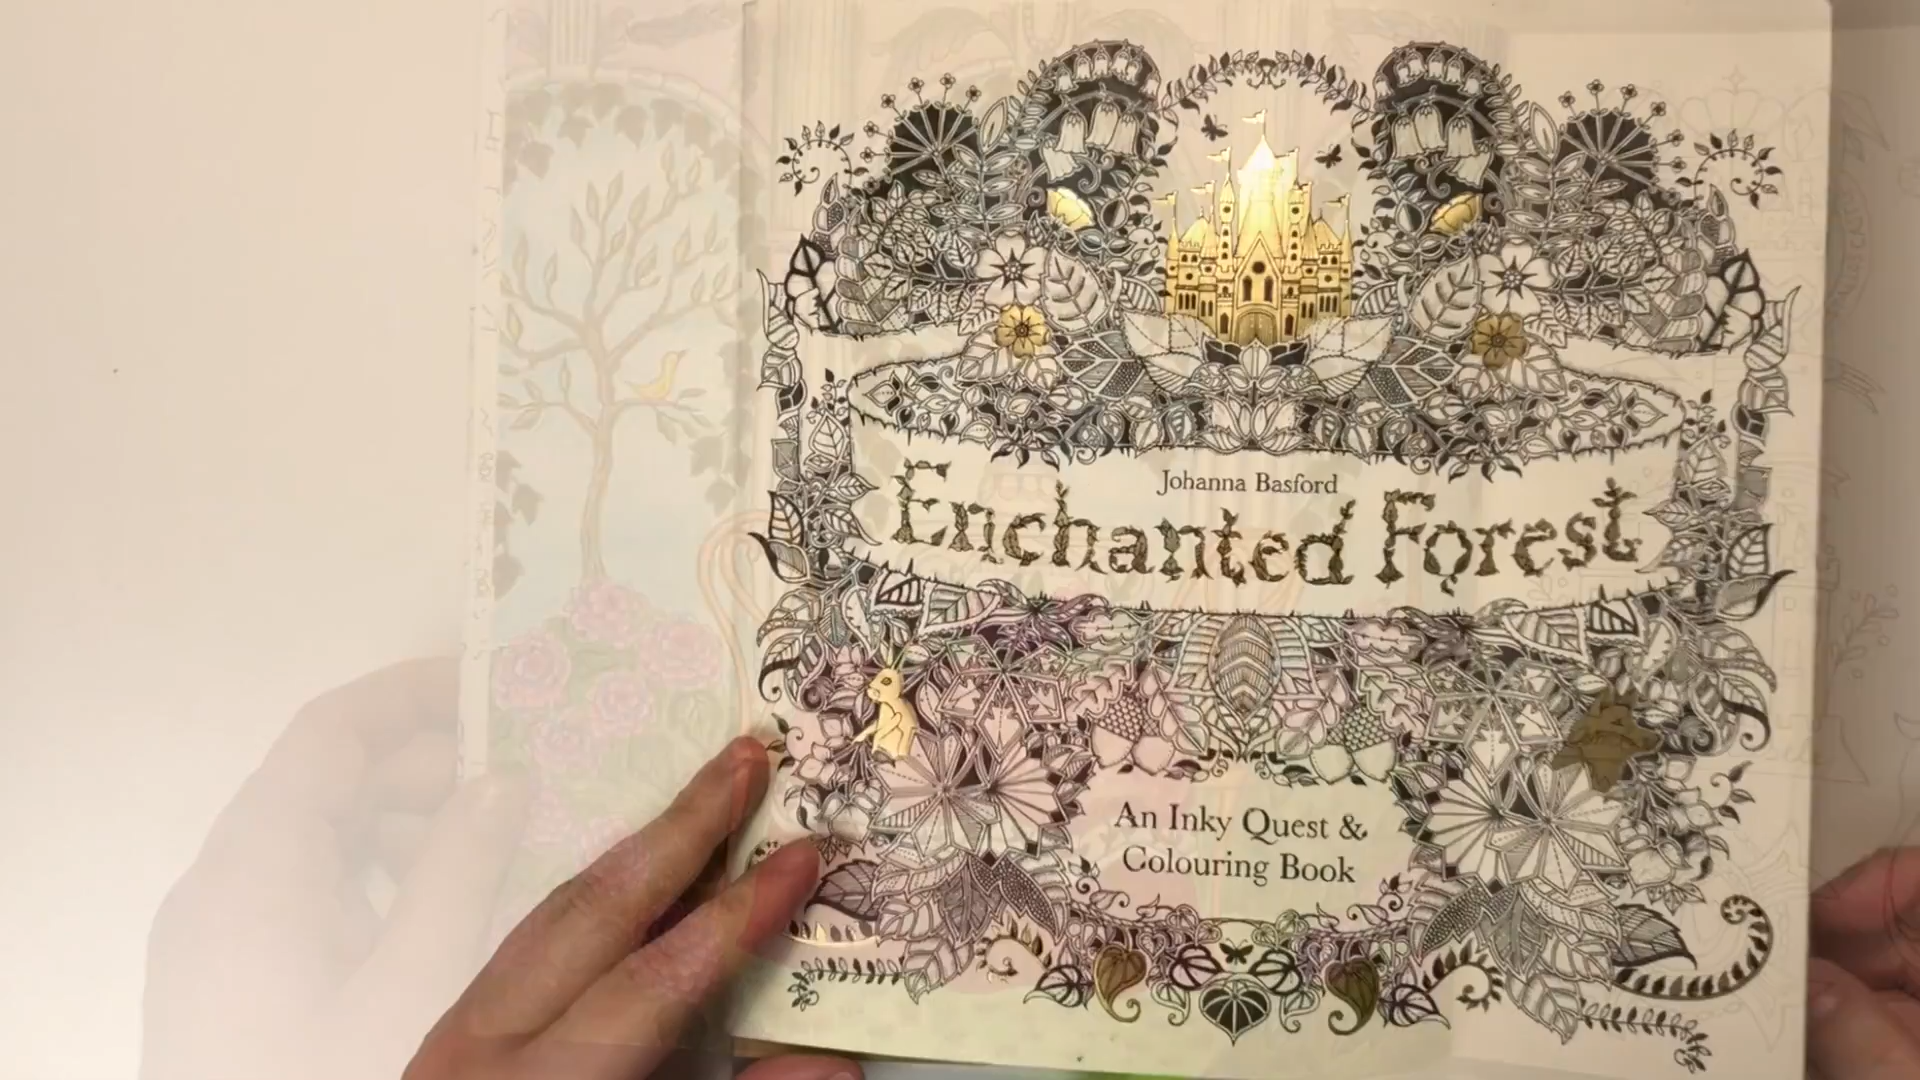 Johanna Basford
Enchanted Forest
An Inky Quest &
Colouring Book